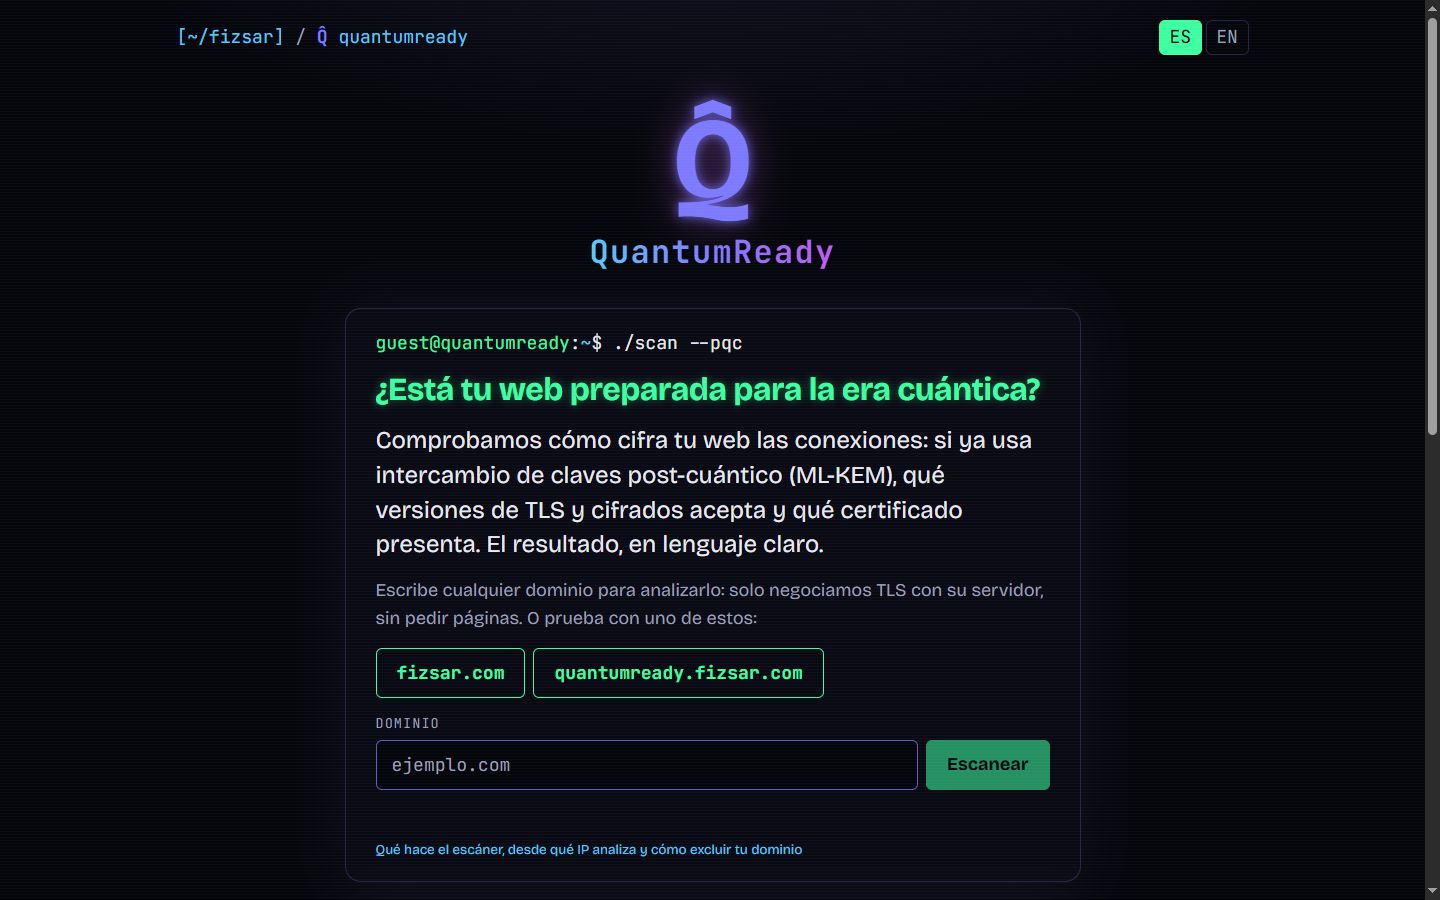 [~/fizsar] / Q̂ quantumready
ES EN
Q̂
QuantumReady
guest@quantumready:~$ ./scan --pqc
¿Está tu web preparada para la era cuántica?
Comprobamos cómo cifra tu web las conexiones: si ya usa
intercambio de claves post-cuántico (ML-KEM), qué
versiones de TLS y cifrados acepta y qué certificado
presenta. El resultado, en lenguaje claro.
Escribe cualquier dominio para analizarlo: solo negociamos TLS con su servidor,
sin pedir páginas. O prueba con uno de estos:
fizsar.com quantumready.fizsar.com
DOMINIO
ejemplo.com Escanear
Qué hace el escáner, desde qué IP analiza y cómo excluir tu dominio